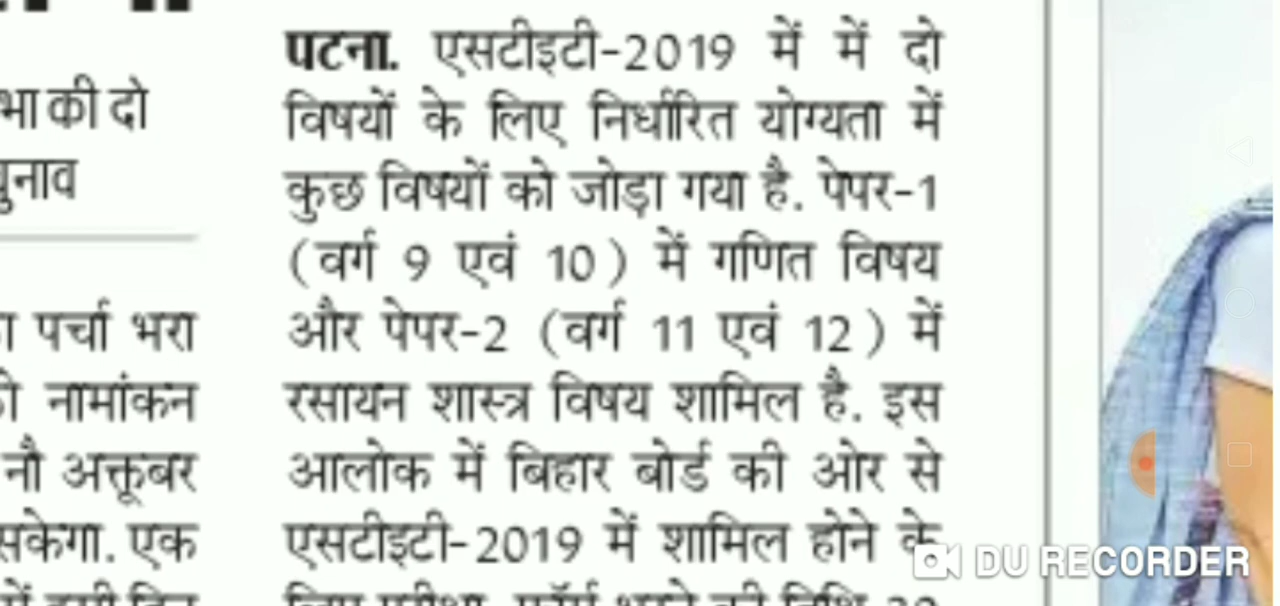 भा की दो
चुनाव
पर्चा भरा
नामांकन
नौ अक्तूबर
सकेगा. एक
पटना. एसटीइटी-2019 में में दो
विषयों के लिए निर्धारित योग्यता में
कुछ विषयों को जोड़ा गया है. पेपर-1
(वर्ग 9 एवं 10) में गणित विषय
और पेपर-2 (वर्ग 11 एवं 12) में
रसायन शास्त्र विषय शामिल है. इस
आलोक में बिहार बोर्ड की ओर से
एसटीइटी-2019 में शामिल होने के
DU RECORDER